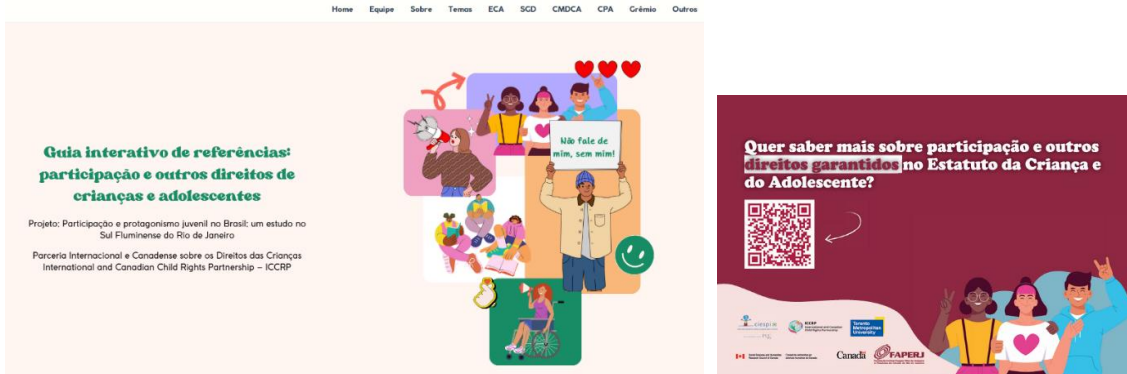 Home Equipe Sobre Temas ECA SGD CMDCA CPA Grêmio Outros
Guia interativo de referências:
participação e outros direitos de
crianças e adolescentes
Projeto: Participação e protagonismo juvenil no Brasil: um estudo no
Sul Fluminense do Rio de Janeiro
Parceria Internacional e Canadense sobre os Direitos das Crianças
International and Canadian Child Rights Partnership – ICCRP
Não fale de
mim, sem mim!
Quer saber mais sobre participação e outros
direitos garantidos no Estatuto da Criança e
do Adolescente?
ciespi
ICCRP
Toronto
Metropolitan
University
Canada
FAPERJ